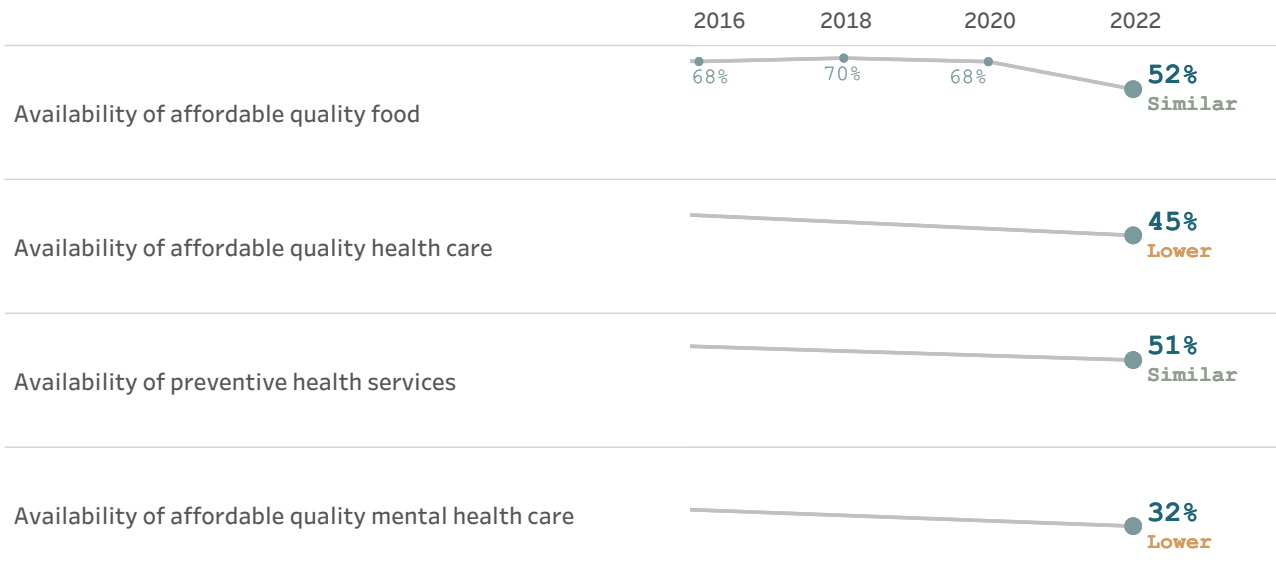 2016 2018 2020 2022
68% 70% 68% 52%
Similar
Availability of affordable quality food
45%
Availability of affordable quality health care
Lower
51%
Similar
Availability of preventive health services
32%
Availability of affordable quality mental health care
Lower